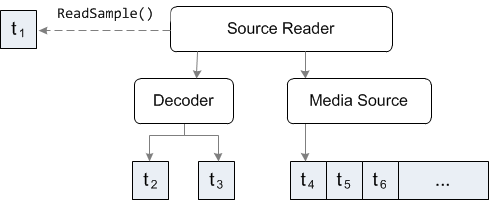 ReadSample()
t1
Source Reader
Decoder
Media Source
t2
t3
t4
t5
t6
...